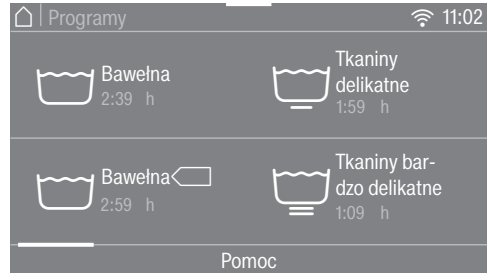 Programy
11:02
Bawełna
2:39 h
Tkaniny
delikatne
1:59 h
Bawełna
2:59 h
Tkaniny bar-
dzo delikatne
1:09 h
Pomoc